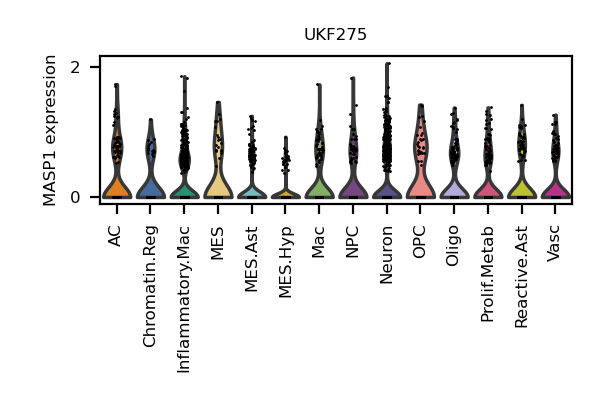 UKF275
MASP1 expression
2
0
AC
Chromatin.Reg
Inflammatory.Mac
MES
MES.Ast
MES.Hyp
Mac
NPC
Neuron
OPC
Oligo
Prolif.Metab
Reactive.Ast
Vasc